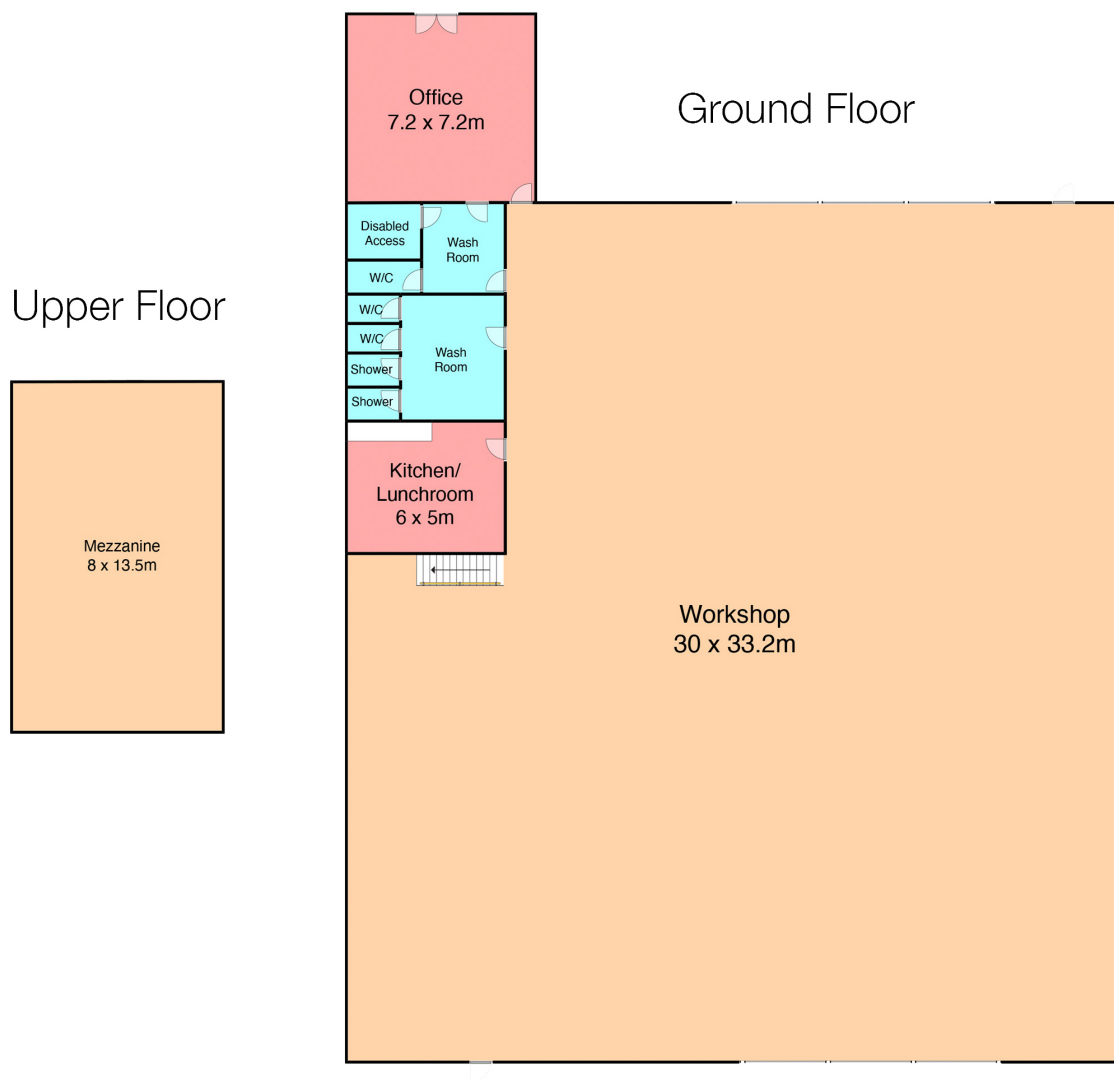 Office
7.2 x 7.2m
Ground Floor
Disabled
Access
Wash
Room
W/C
Upper Floor
W/C
W/C
Wash
Room
Shower
Shower
Kitchen/
Lunchroom
6 x 5m
Mezzanine
8 x 13.5m
Workshop
30 x 33.2m